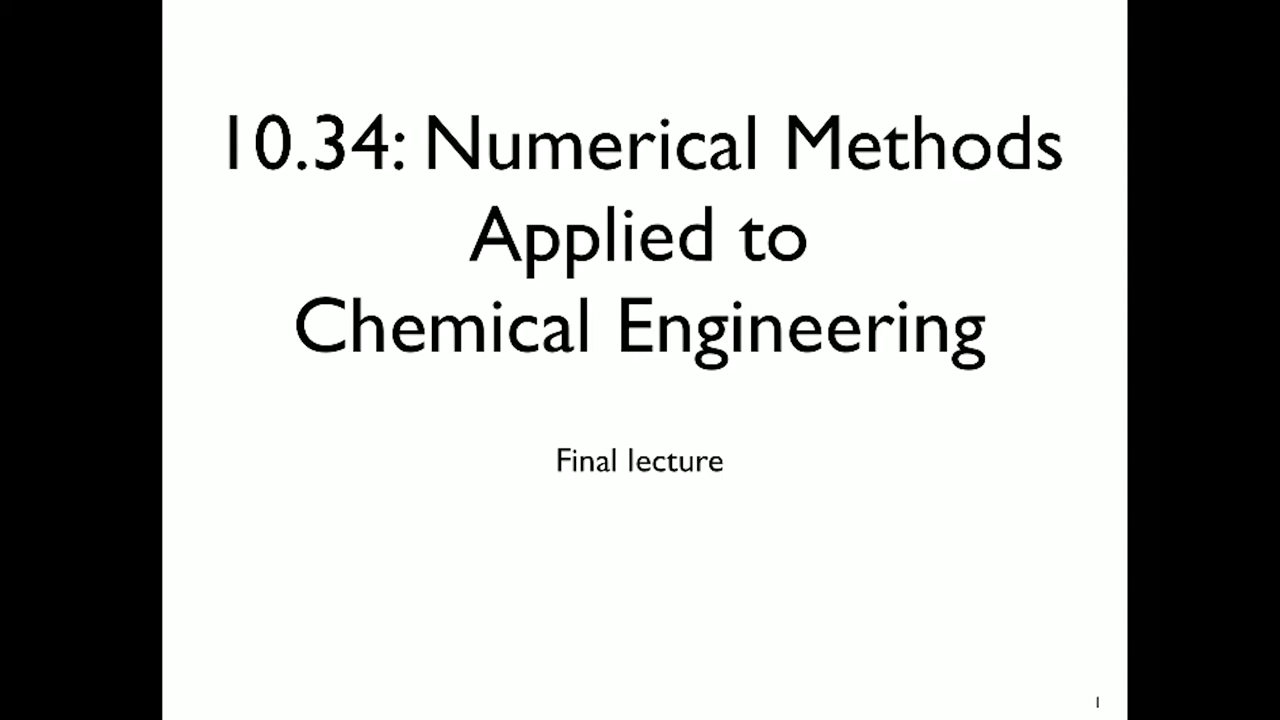 10.34: Numerical Methods
Applied to
Chemical Engineering
Final lecture
1